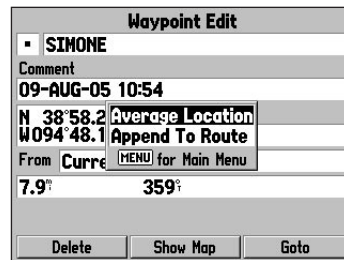 Waypoint Edit
SIMONE
Comment
09-AUG-05 10:54
N 38°58.2
W094°48.1
Average Location
Append To Route
MENU for Main Menu
From Curre
7.9 359°
Delete Show Map Goto